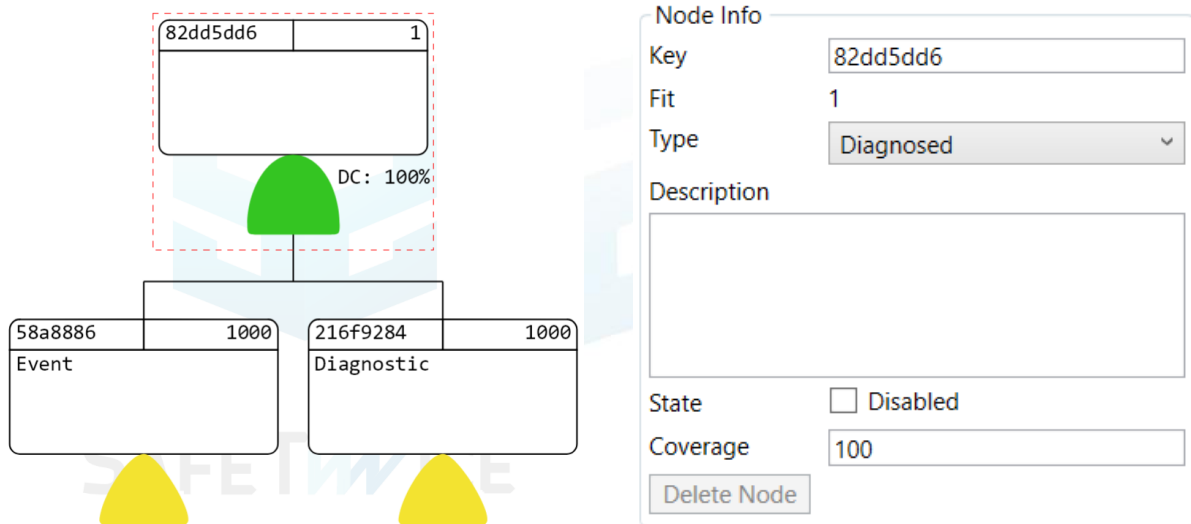 82dd5dd6 1
DC: 100%
58a8886 1000
Event
216f9284 1000
Diagnostic
Node Info
Key 82dd5dd6
Fit 1
Type Diagnosed
Description
State Disabled
Coverage 100
Delete Node